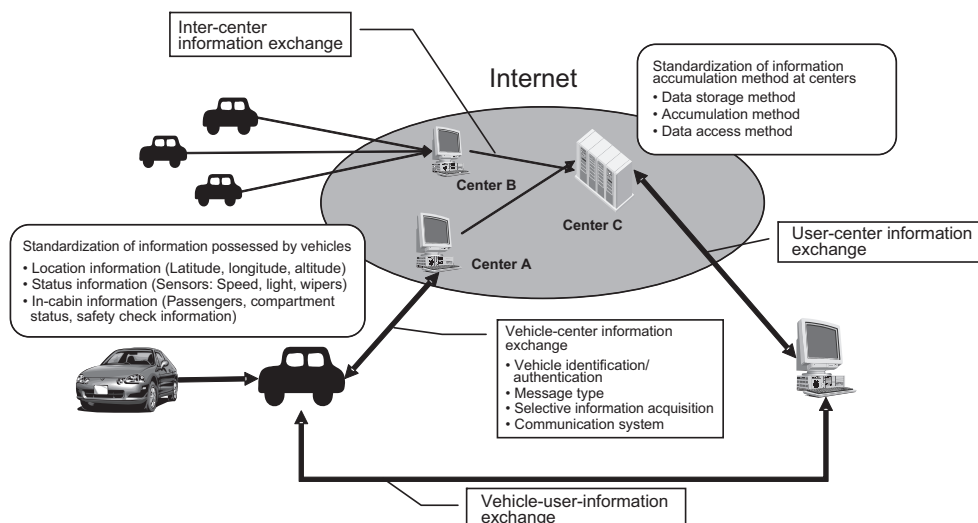 Inter-center
information exchange
Internet
Standardization of information
accumulation method at centers
• Data storage method
• Accumulation method
• Data access method
Center B
Center C
Center A
Standardization of information possessed by vehicles
• Location information (Latitude, longitude, altitude)
• Status information (Sensors: Speed, light, wipers)
• In-cabin information (Passengers, compartment
status, safety check information)
User-center information
exchange
Vehicle-center information
exchange
• Vehicle identification/
authentication
• Message type
• Selective information acquisition
• Communication system
Vehicle-user-information
exchange